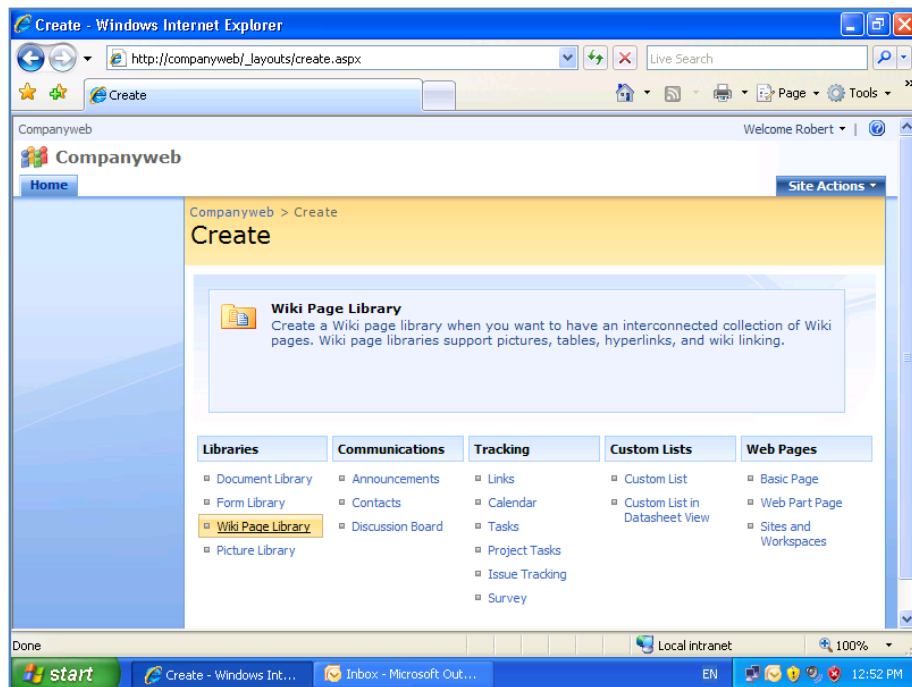 Create - Windows Internet Explorer
http://companyweb/_layouts/create.aspx
Live Search
Create
Page
Tools
»
Companyweb
Welcome Robert
|
Companyweb
Home
Site Actions
Companyweb > Create
Create
Wiki Page Library
Create a Wiki page library when you want to have an interconnected collection of Wiki
pages. Wiki page libraries support pictures, tables, hyperlinks, and wiki linking.
Libraries
Document Library
Form Library
Wiki Page Library
Picture Library
Communications
Announcements
Contacts
Discussion Board
Tracking
Links
Calendar
Tasks
Project Tasks
Issue Tracking
Survey
Custom Lists
Custom List
Custom List in
Datasheet View
Web Pages
Basic Page
Web Part Page
Sites and
Workspaces
Done
Local intranet
100%
start
Create - Windows Int...
Inbox - Microsoft Out...
EN
12:52 PM